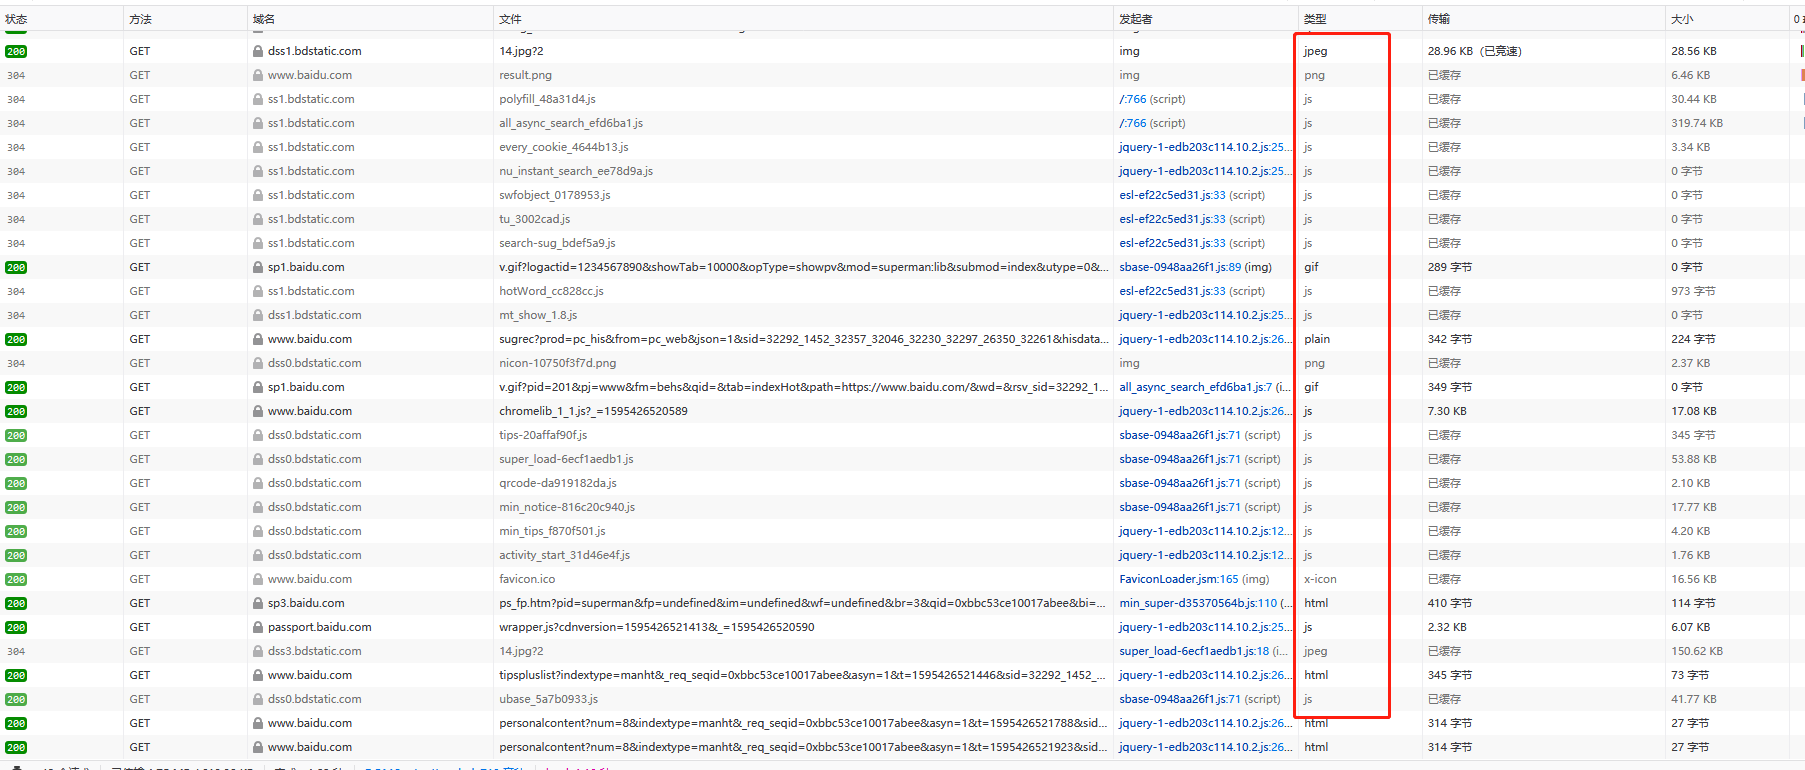 状态 方法 域名 文件 发起者 类型 传输 大小 0
200 GET dss1.bdstatic.com 14.jpg?2 img jpeg 28.96 KB（已竞速） 28.56 KB
304 GET www.baidu.com result.png img png 已缓存 6.46 KB
304 GET ss1.bdstatic.com polyfill_48a31d4.js /:766 (script) js 已缓存 30.44 KB
304 GET ss1.bdstatic.com all_async_search_efd6ba1.js /:766 (script) js 已缓存 319.74 KB
304 GET ss1.bdstatic.com every_cookie_4644b13.js jquery-1-edb203c114.10.2.js:25... js 已缓存 3.34 KB
304 GET ss1.bdstatic.com nu_instant_search_ee78d9a.js jquery-1-edb203c114.10.2.js:25... js 已缓存 0 字节
304 GET ss1.bdstatic.com swfobject_0178953.js esl-ef22c5ed31.js:33 (script) js 已缓存 0 字节
304 GET ss1.bdstatic.com tu_3002cad.js esl-ef22c5ed31.js:33 (script) js 已缓存 0 字节
304 GET ss1.bdstatic.com search-sug_bdef5a9.js esl-ef22c5ed31.js:33 (script) js 已缓存 0 字节
200 GET sp1.baidu.com v.gif?logactid=1234567890&showTab=10000&opType=showpv&mod=superman:lib&submod=index&utype=0&... sbase-0948aa26f1.js:89 (img) gif 289 字节 0 字节
304 GET ss1.bdstatic.com hotWord_cc828cc.js esl-ef22c5ed31.js:33 (script) js 已缓存 973 字节
304 GET dss1.bdstatic.com mt_show_1.8.js jquery-1-edb203c114.10.2.js:25... js 已缓存 0 字节
200 GET www.baidu.com sugrec?prod=pc_his&from=pc_web&json=1&sid=32292_1452_32357_32046_32230_32297_26350_32261&hisdata... jquery-1-edb203c114.10.2.js:26... plain 342 字节 224 字节
304 GET dss0.bdstatic.com nicon-10750f3f7d.png img png 已缓存 2.37 KB
200 GET sp1.baidu.com v.gif?pid=201&pj=www&fm=behs&qid=&tab=indexHot&path=https://www.baidu.com/&wd=&rsv_sid=32292_1... all_async_search_efd6ba1.js:7 (i... gif 349 字节 0 字节
200 GET www.baidu.com chromelib_1_1.js?_=1595426520589 jquery-1-edb203c114.10.2.js:26... js 7.30 KB 17.08 KB
200 GET dss0.bdstatic.com tips-20affaf90f.js sbase-0948aa26f1.js:71 (script) js 已缓存 345 字节
200 GET dss0.bdstatic.com super_load-6ecf1aedb1.js sbase-0948aa26f1.js:71 (script) js 已缓存 53.88 KB
200 GET dss0.bdstatic.com qrcode-da919182da.js sbase-0948aa26f1.js:71 (script) js 已缓存 2.10 KB
200 GET dss0.bdstatic.com min_notice-816c20c940.js sbase-0948aa26f1.js:71 (script) js 已缓存 17.77 KB
200 GET dss0.bdstatic.com min_tips_f870f501.js jquery-1-edb203c114.10.2.js:12... js 已缓存 4.20 KB
200 GET dss0.bdstatic.com activity_start_31d46e4f.js jquery-1-edb203c114.10.2.js:12... js 已缓存 1.76 KB
200 GET www.baidu.com favicon.ico FaviconLoader.jsm:165 (img) x-icon 已缓存 16.56 KB
200 GET sp3.baidu.com ps_fp.htm?pid=superman&fp=undefined&im=undefined&wf=undefined&br=3&qid=0xbbc53ce10017abee&bi=... min_super-d35370564b.js:110 (... html 410 字节 114 字节
200 GET passport.baidu.com wrapper.js?cdnversion=1595426521413&_=1595426520590 jquery-1-edb203c114.10.2.js:25... js 2.32 KB 6.07 KB
304 GET dss3.bdstatic.com 14.jpg?2 super_load-6ecf1aedb1.js:18 (i... jpeg 已缓存 150.62 KB
200 GET www.baidu.com tipspluslist?indextype=manht&_req_seqid=0xbbc53ce10017abee&asyn=1&t=1595426521446&sid=32292_1452_... jquery-1-edb203c114.10.2.js:26... html 345 字节 73 字节
200 GET dss0.bdstatic.com ubase_5a7b0933.js sbase-0948aa26f1.js:71 (script) js 已缓存 41.77 KB
200 GET www.baidu.com personalcontent?num=8&indextype=manht&_req_seqid=0xbbc53ce10017abee&asyn=1&t=1595426521788&sid... jquery-1-edb203c114.10.2.js:26... html 314 字节 27 字节
200 GET www.baidu.com personalcontent?num=8&indextype=manht&_req_seqid=0xbbc53ce10017abee&asyn=1&t=1595426521923&sid... jquery-1-edb203c114.10.2.js:26... html 314 字节 27 字节